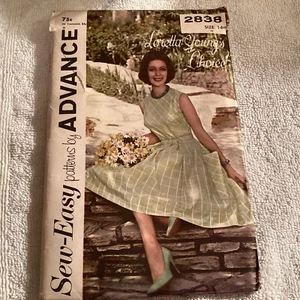 75¢
2838
SIZE 14
Loretta Young's
Choice
Sew-Easy patterns by ADVANCE